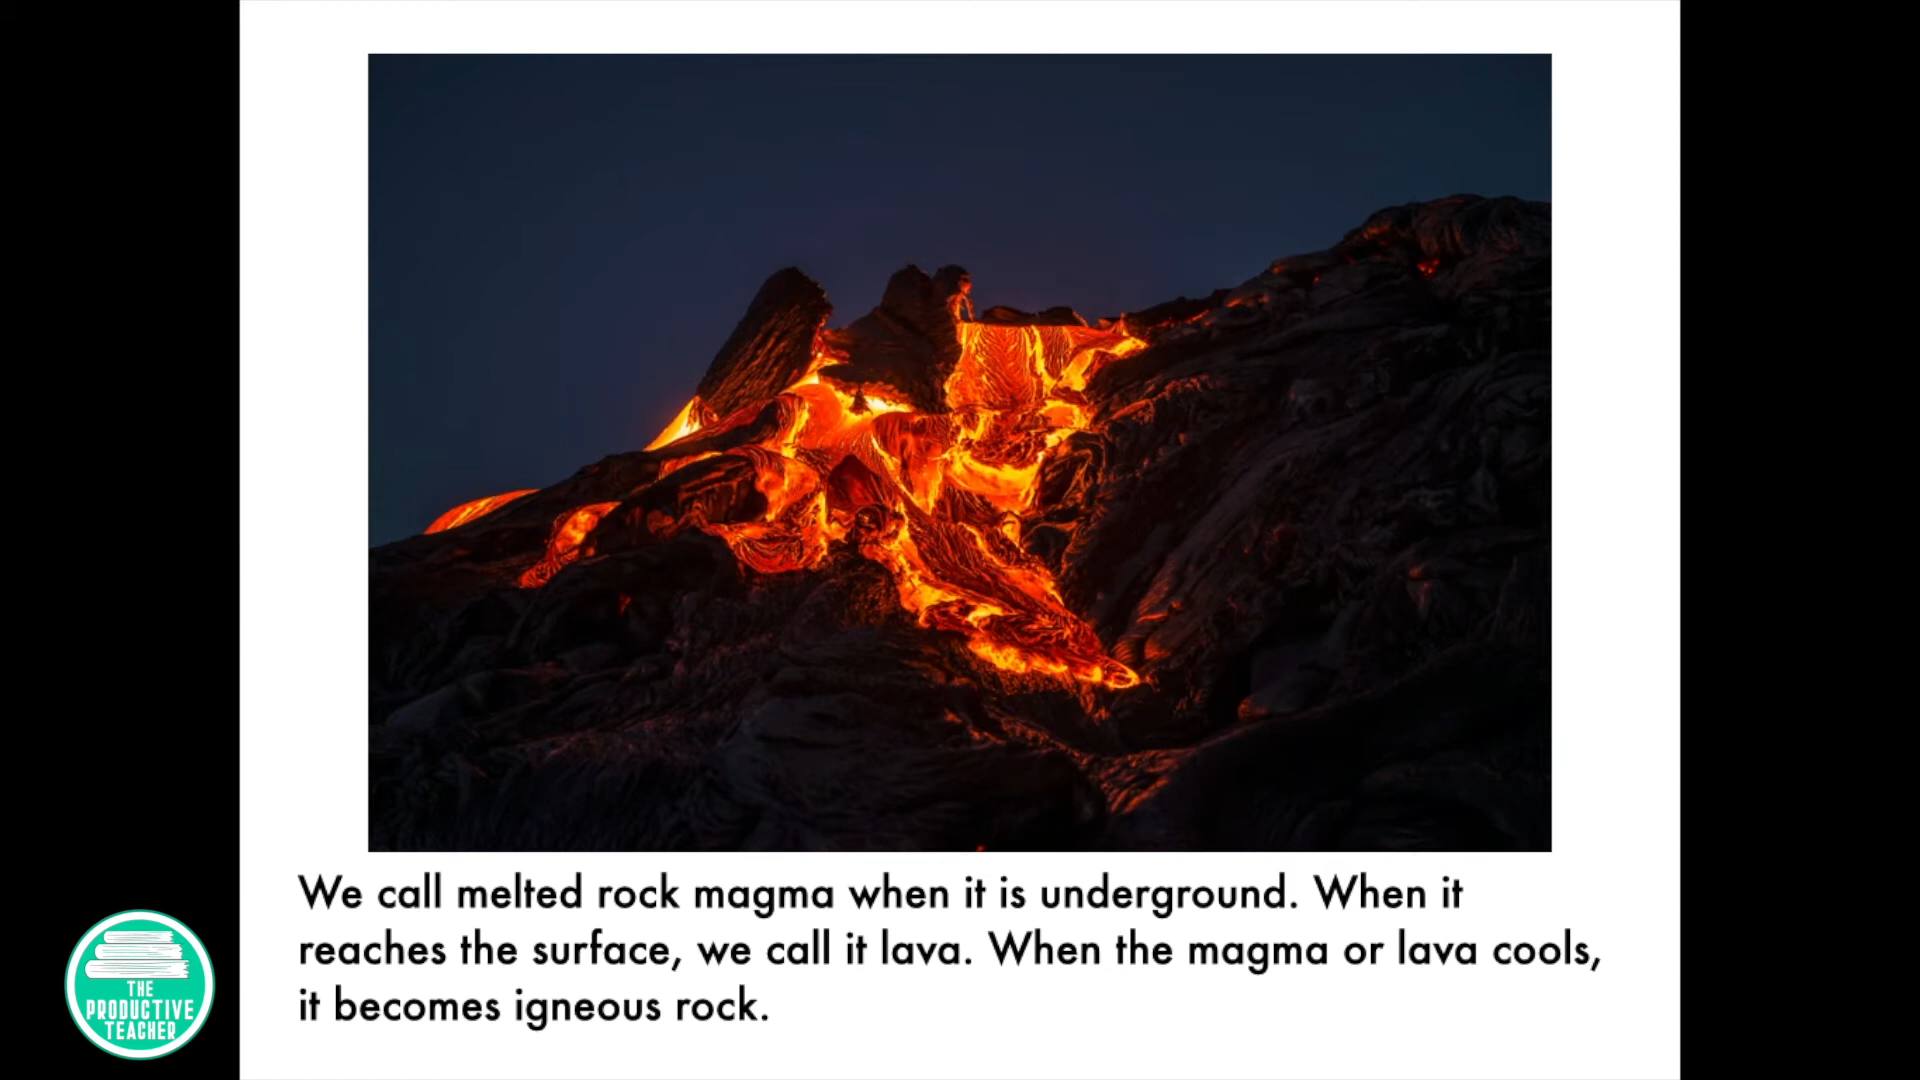 We call melted rock magma when it is underground. When it
reaches the surface, we call it lava. When the magma or lava cools,
it becomes igneous rock.
THE
PRODUCTIVE
TEACHER